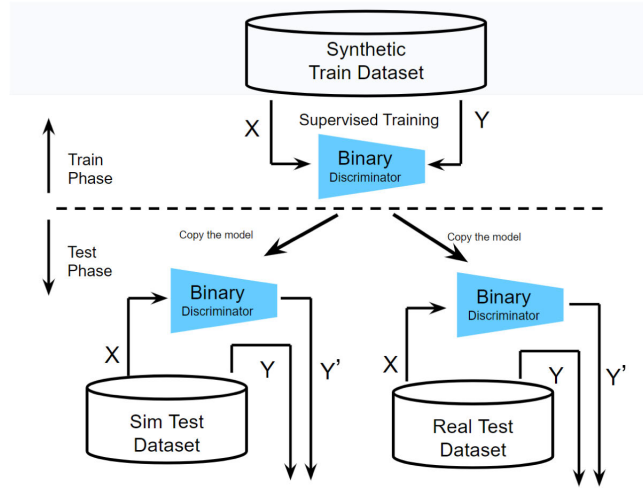 Synthetic
Train Dataset
X
Supervised Training
Y
Binary
Discriminator
Train
Phase
Test
Phase
Copy the model
Copy the model
Binary
Discriminator
Binary
Discriminator
X
Y
Y’
X
Y
Y’
Sim Test
Dataset
Real Test
Dataset